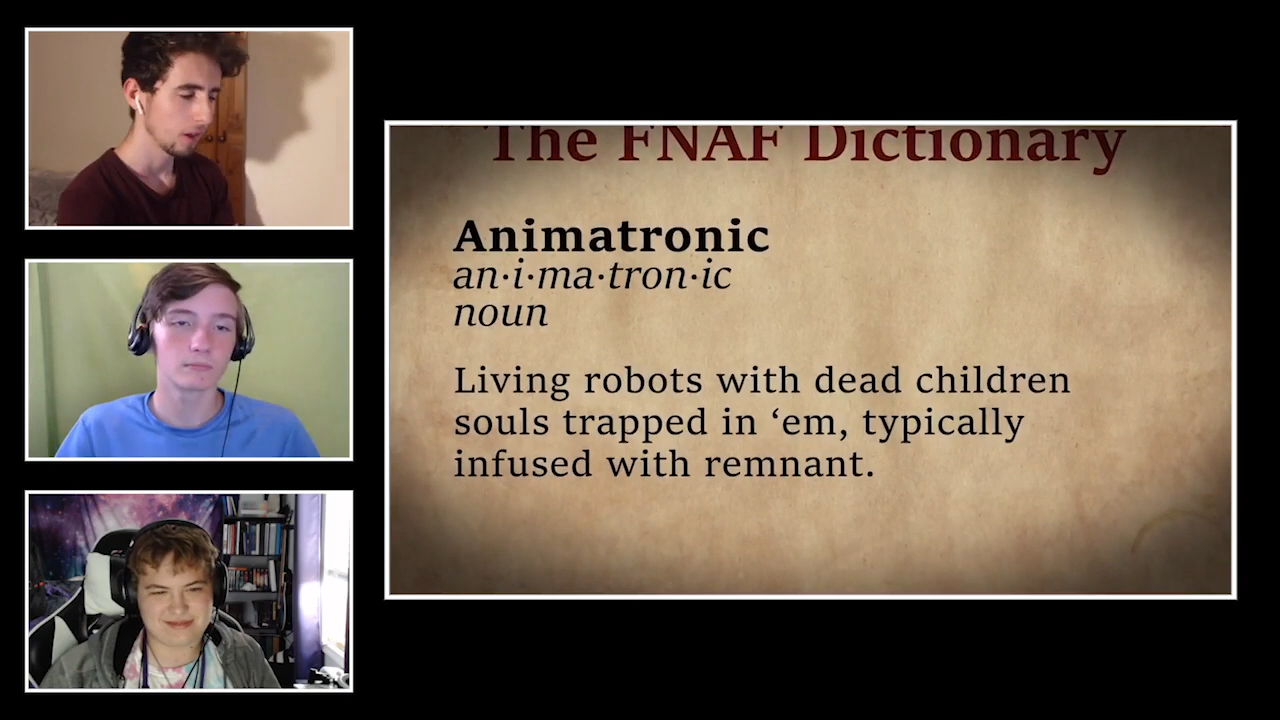 The FNAF Dictionary
Animatronic
an·i·ma·tron·ic
noun
Living robots with dead children
souls trapped in ‘em, typically
infused with remnant.